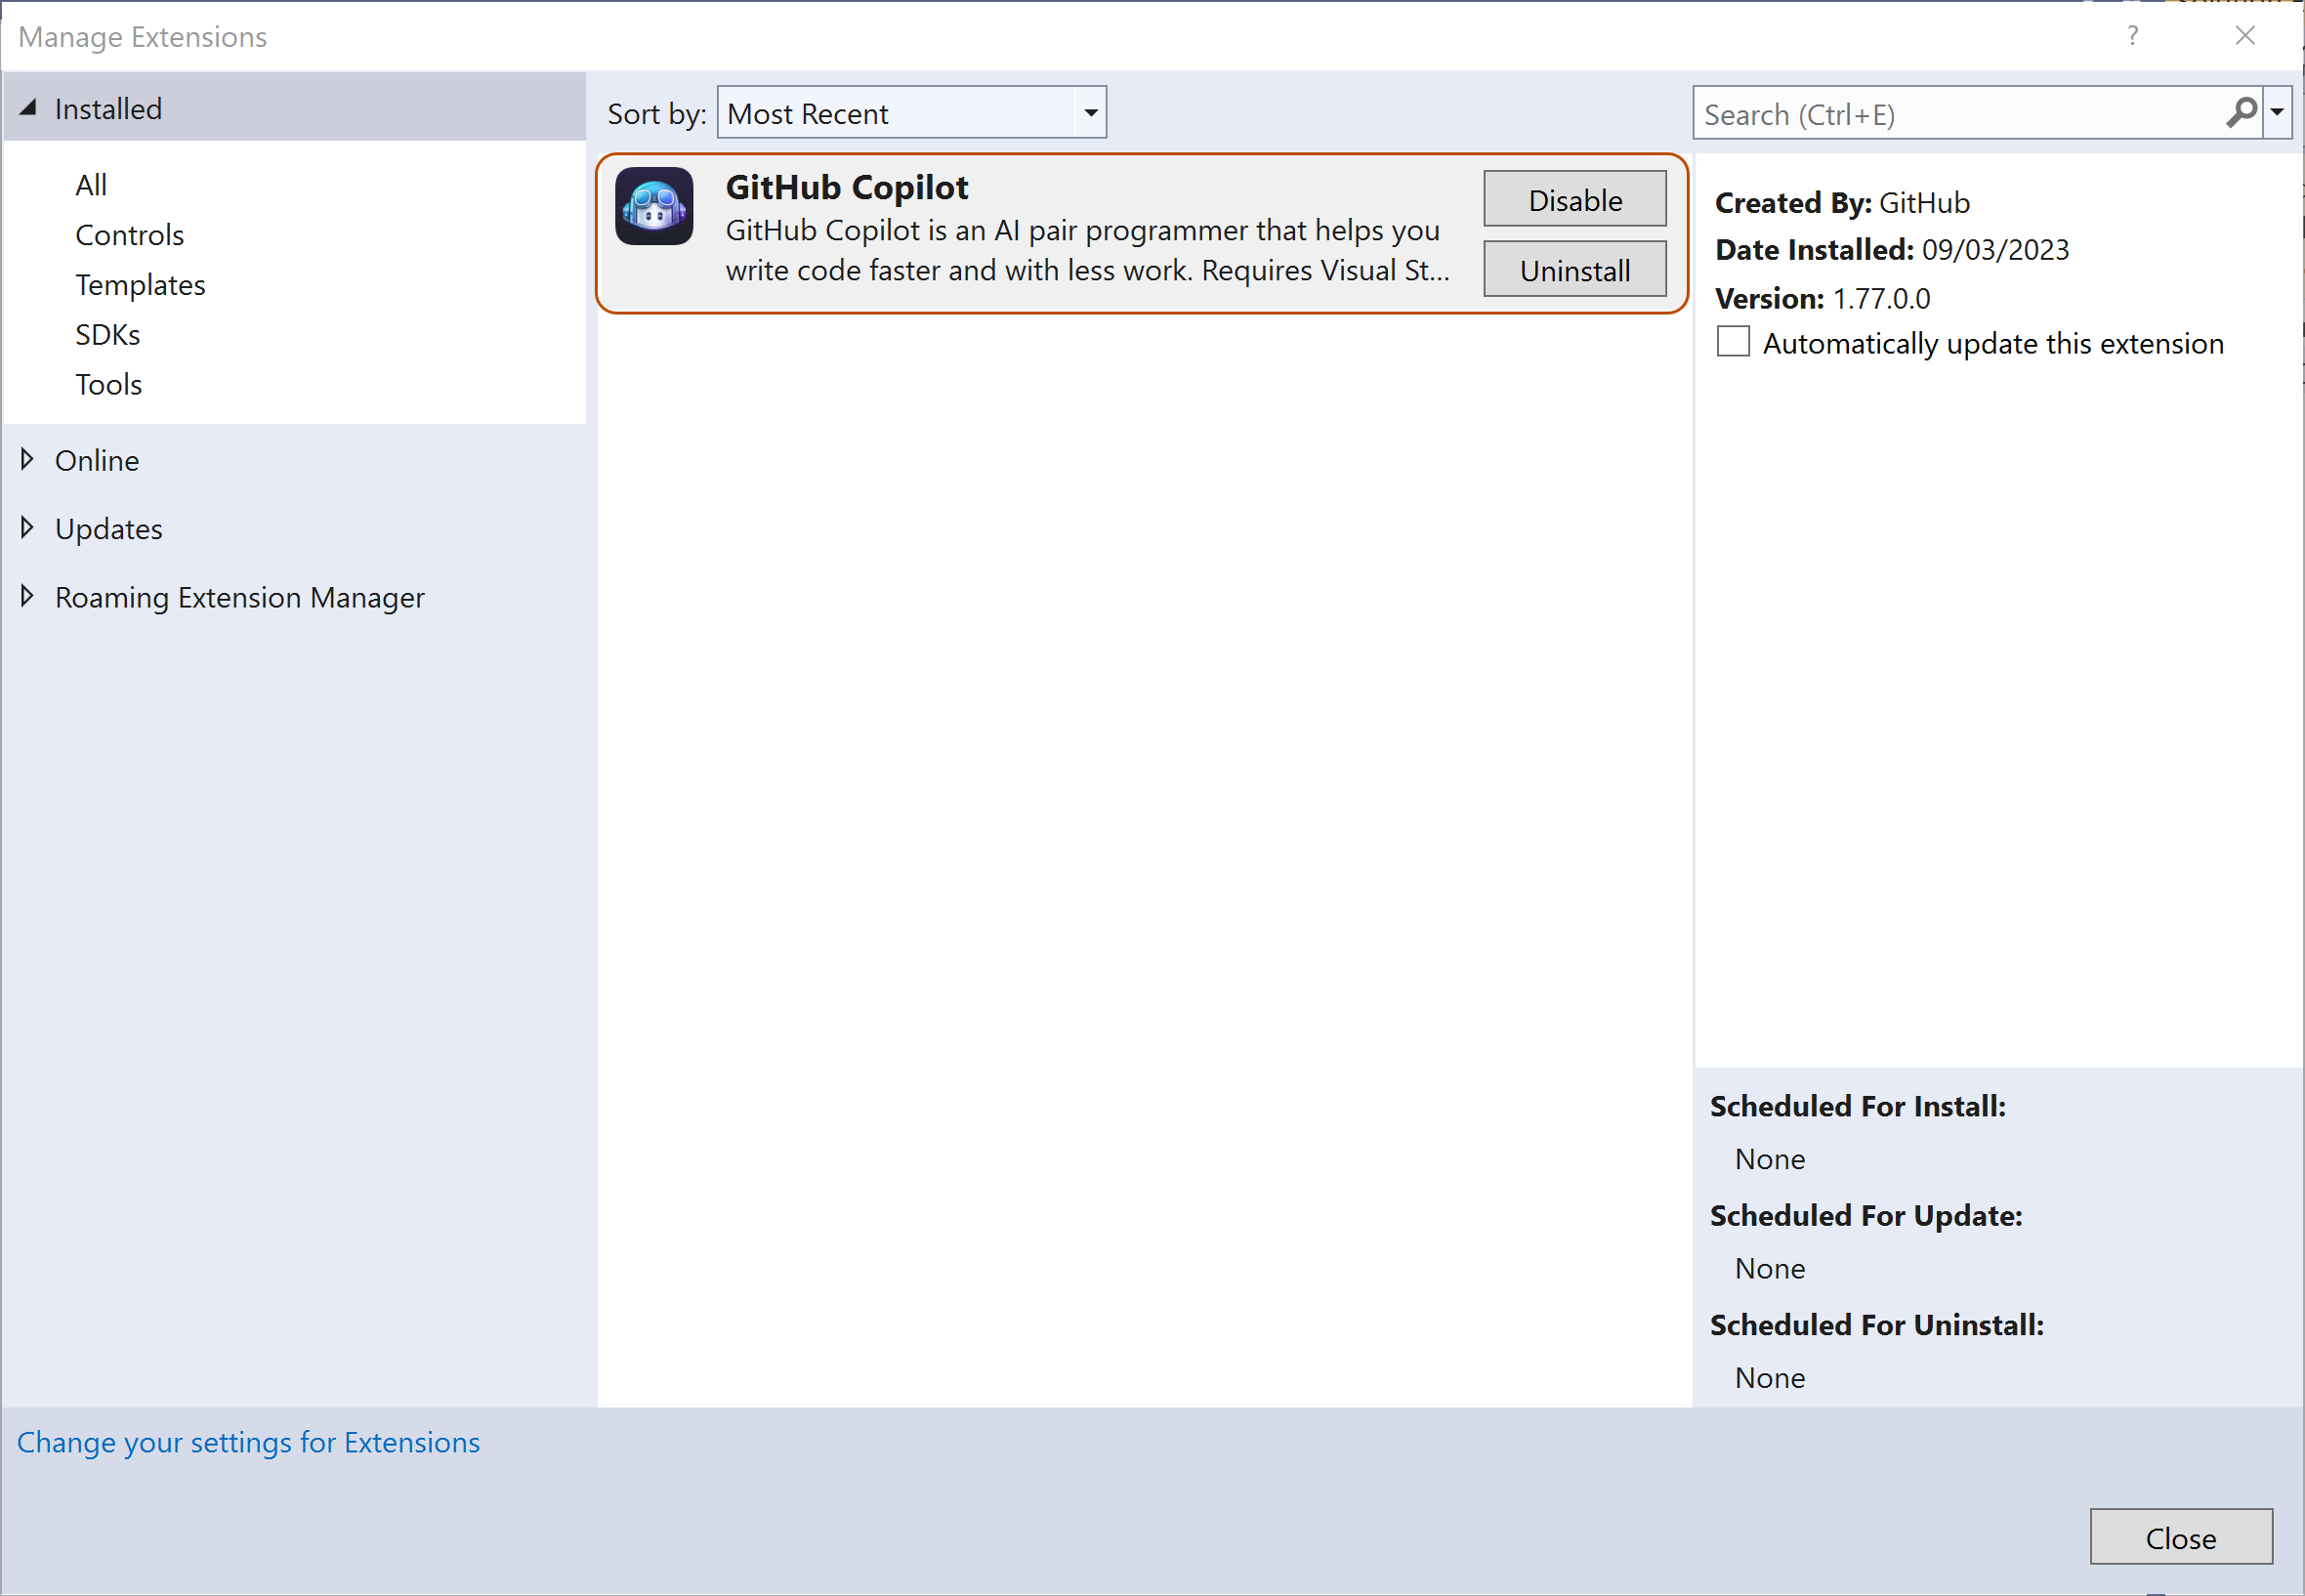 Manage Extensions
?
Installed
All
Controls
Templates
SDKs
Tools
Online
Updates
Roaming Extension Manager
Sort by: Most Recent
Search (Ctrl+E)
GitHub Copilot
GitHub Copilot is an AI pair programmer that helps you
write code faster and with less work. Requires Visual St...
Disable
Uninstall
Created By: GitHub
Date Installed: 09/03/2023
Version: 1.77.0.0
Automatically update this extension
Scheduled For Install:
None
Scheduled For Update:
None
Scheduled For Uninstall:
None
Change your settings for Extensions
Close